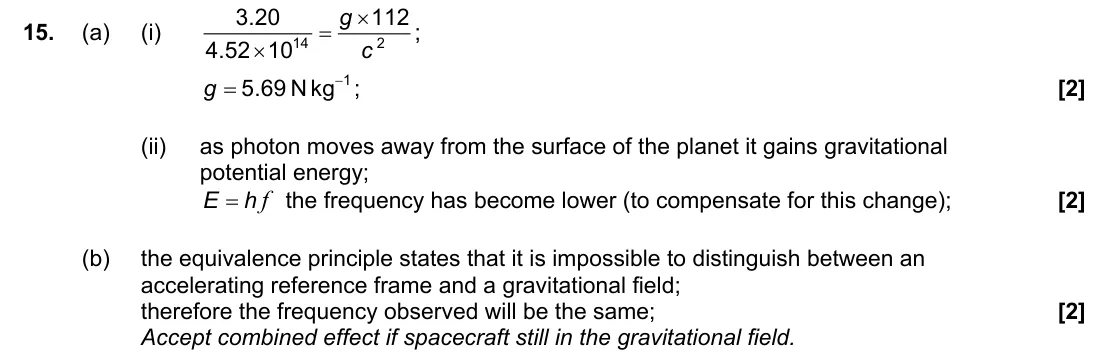 15. (a) (i) 3.20 / 4.52×10¹⁴ = g×112 / c² ;
g = 5.69 N kg⁻¹ ; [2]
(ii) as photon moves away from the surface of the planet it gains gravitational
potential energy;
E = hf the frequency has become lower (to compensate for this change); [2]
(b) the equivalence principle states that it is impossible to distinguish between an
accelerating reference frame and a gravitational field;
therefore the frequency observed will be the same; [2]
Accept combined effect if spacecraft still in the gravitational field.